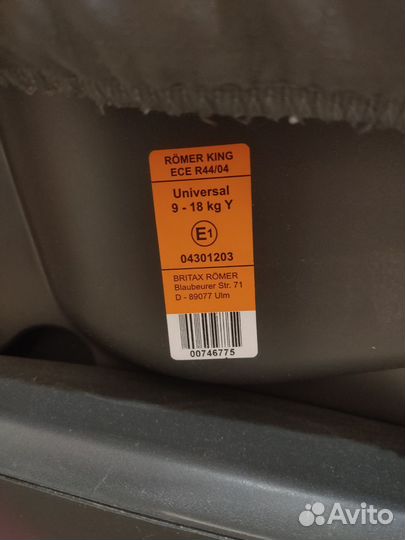 RÖMER KING
ECE R44/04
Universal
9 - 18 kg Y
E1
04301203
BRITAX RÖMER
Blaubeurer Str. 71
D - 89077 Ulm
00746775
Avito